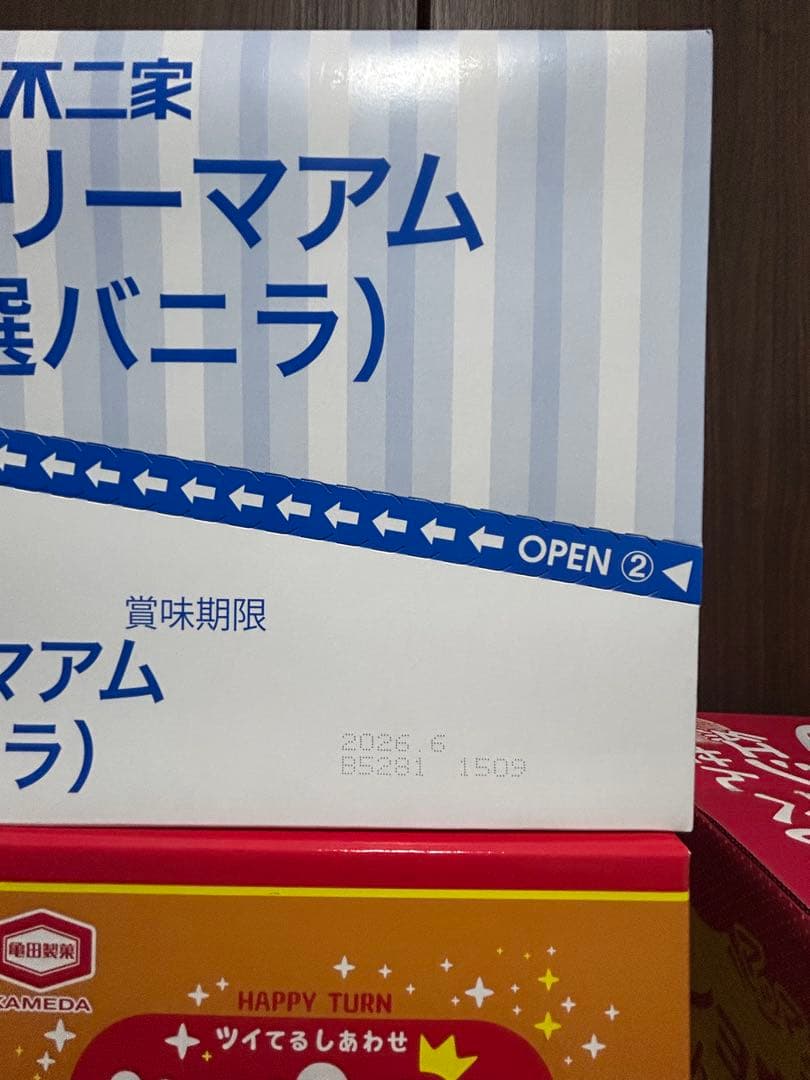 不二家
リーマアム
選バニラ)
OPEN ②
賞味期限
マアム
ラ)
2026.6
B5281 1509
亀田製菓
KAMEDA
HAPPY TURN
ツイてるしあわせ